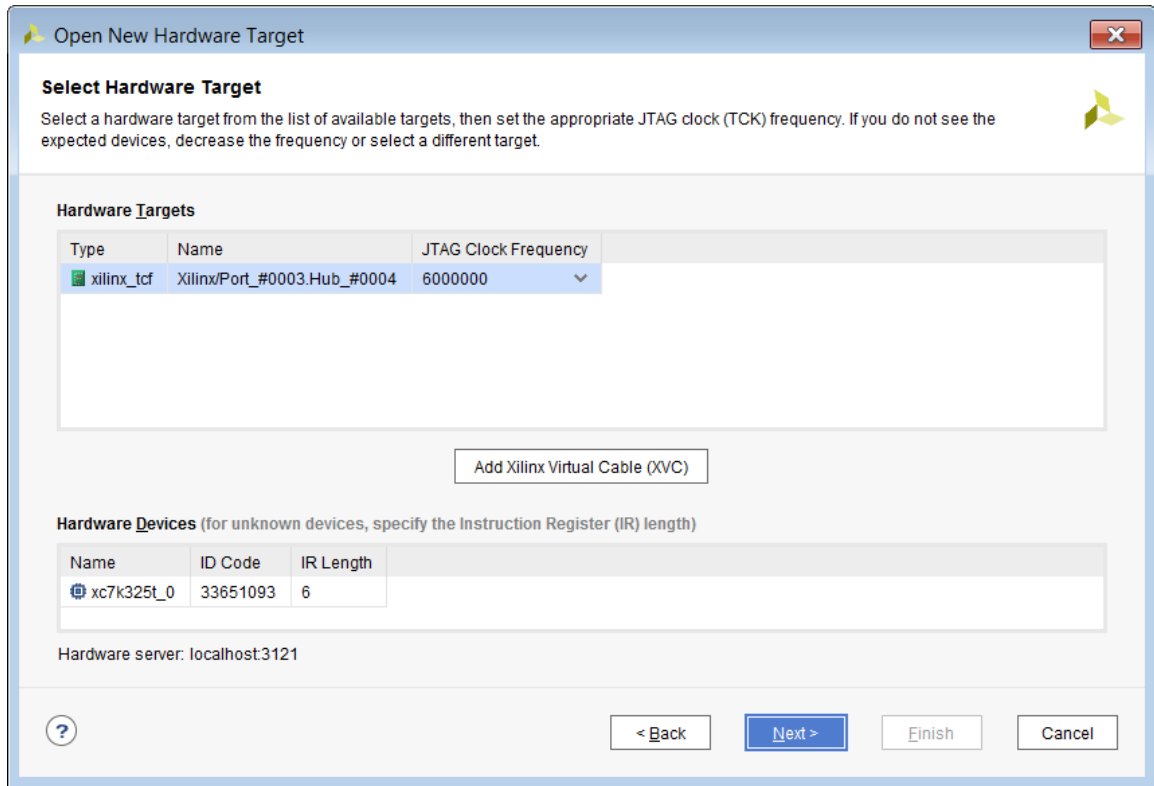 Open New Hardware Target
Select Hardware Target
Select a hardware target from the list of available targets, then set the appropriate JTAG clock (TCK) frequency. If you do not see the
expected devices, decrease the frequency or select a different target.
Hardware Targets
Type Name JTAG Clock Frequency
xilinx_tcf Xilinx/Port_#0003.Hub_#0004 6000000
Add Xilinx Virtual Cable (XVC)
Hardware Devices (for unknown devices, specify the Instruction Register (IR) length)
Name ID Code IR Length
xc7k325t_0 33651093 6
Hardware server: localhost:3121
? < Back Next > Finish Cancel